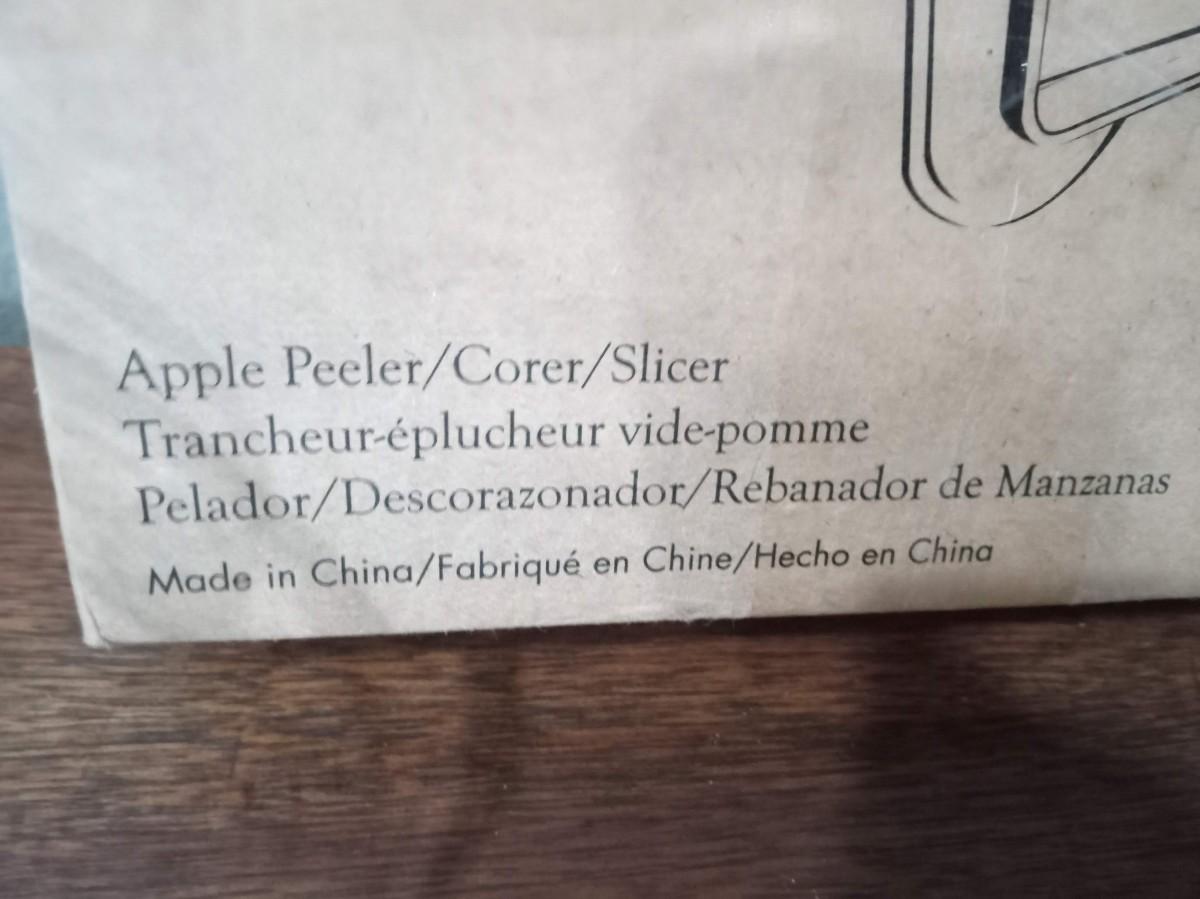 Apple Peeler/Corer/Slicer
Trancheur-éplucheur vide-pomme
Pelador/Descorazonador/Rebanador de Manzanas
Made in China/Fabriqué en Chine/Hecho en China